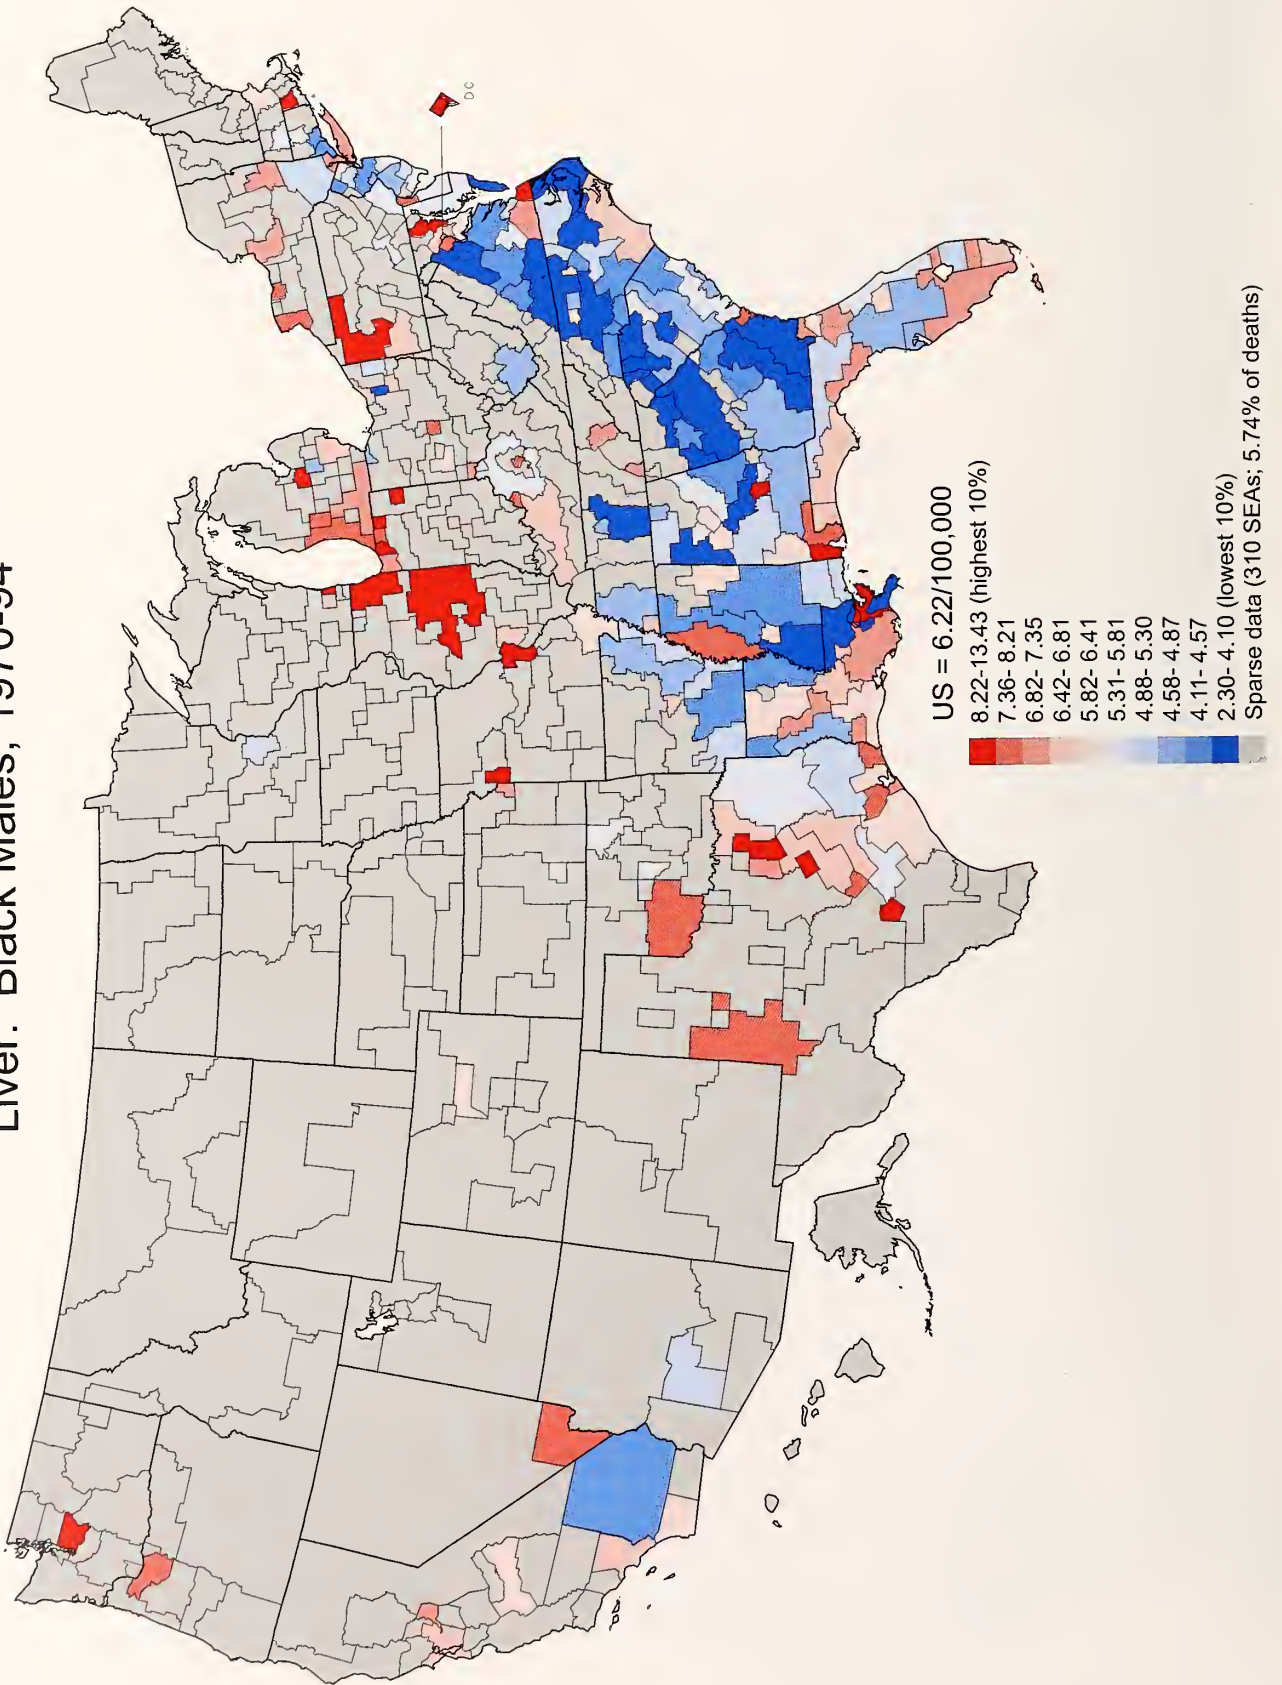 Liver: Black Males, 1970-94
DC
US = 6.22/100,000
8.22-13.43 (highest 10%)
7.36- 8.21
6.82- 7.35
6.42- 6.81
5.82- 6.41
5.31- 5.81
4.88- 5.30
4.58- 4.87
4.11- 4.57
2.30- 4.10 (lowest 10%)
Sparse data (310 SEAs; 5.74% of deaths)